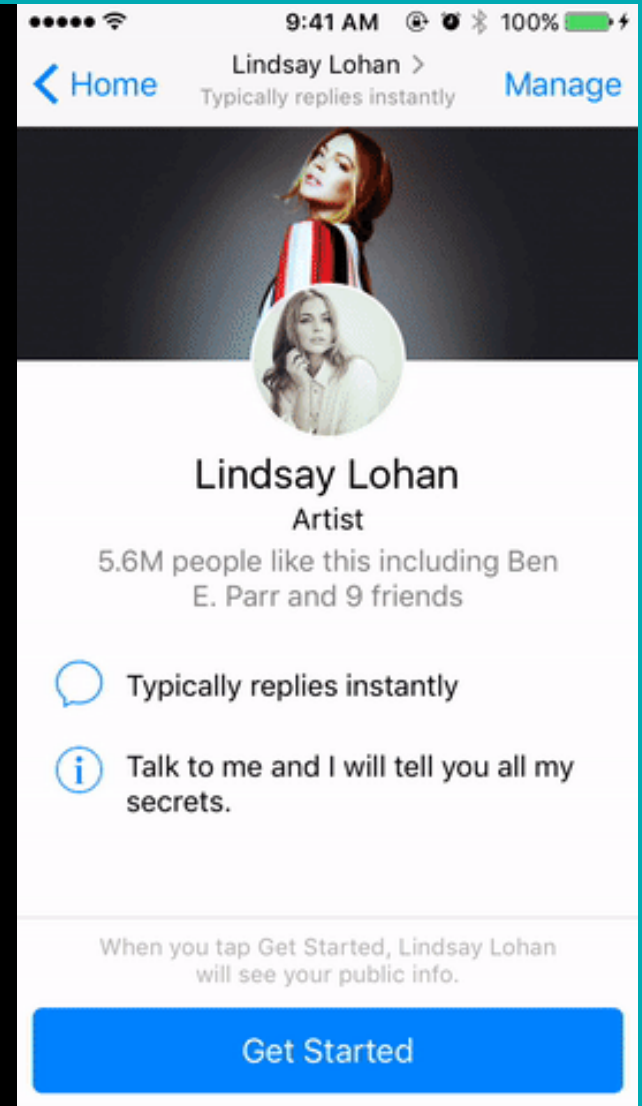 9:41 AM 100%
Home
Lindsay Lohan >
Typically replies instantly
Manage
Lindsay Lohan
Artist
5.6M people like this including Ben
E. Parr and 9 friends
Typically replies instantly
Talk to me and I will tell you all my
secrets.
When you tap Get Started, Lindsay Lohan
will see your public info.
Get Started